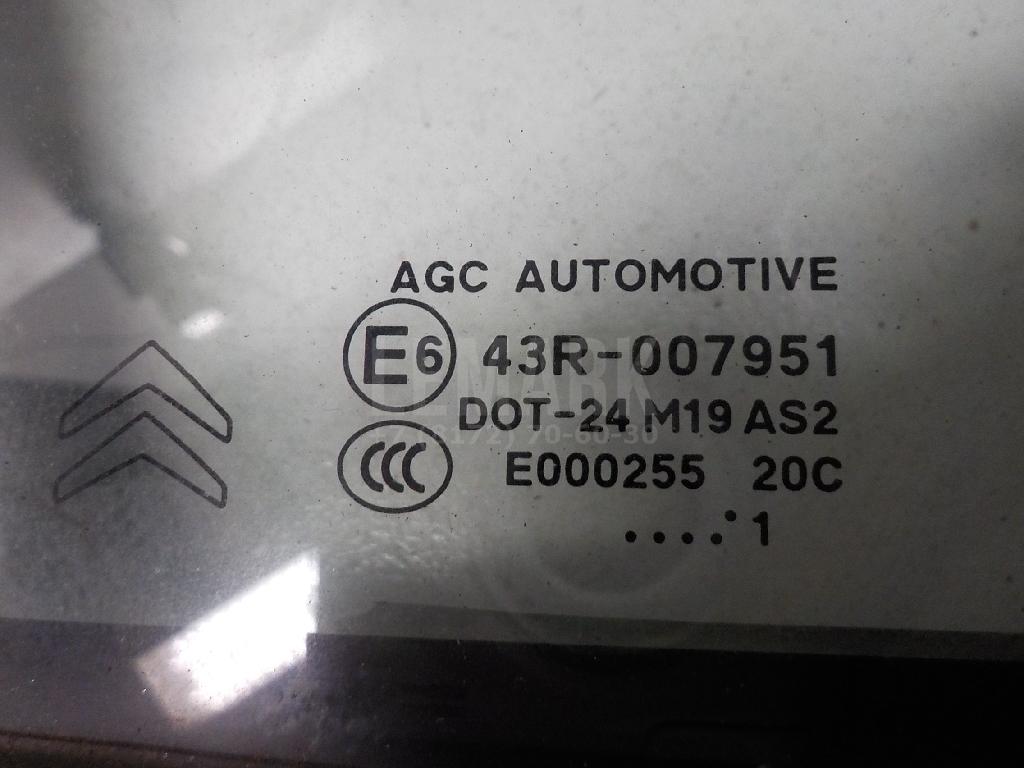 AGC AUTOMOTIVE
E6 43R-007951
DOT-24 M19 AS2
CCC E000255 20C
....˙1